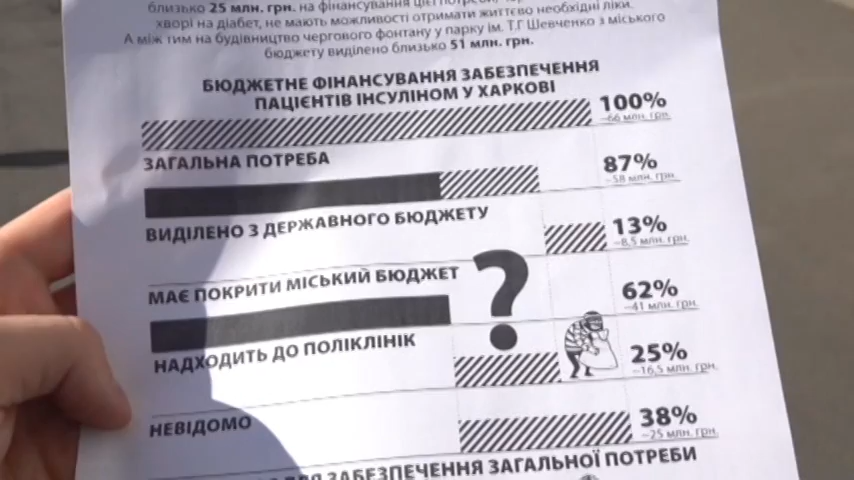 близько 25 млн. грн. на фінансування цієї потреби,
хворі на діабет, не мають можливості отримати життєво необхідні ліки.
А між тим на будівництво чергового фонтану у парку ім. Т.Г Шевченко з міського
бюджету виділено близько 51 млн. грн.
БЮДЖЕТНЕ ФІНАНСУВАННЯ ЗАБЕЗПЕЧЕННЯ
ПАЦІЄНТІВ ІНСУЛІНОМ У ХАРКОВІ
100%
~66 млн. грн.
ЗАГАЛЬНА ПОТРЕБА
87%
~58 млн. грн.
ВИДІЛЕНО З ДЕРЖАВНОГО БЮДЖЕТУ
13%
~8,5 млн. грн.
МАЄ ПОКРИТИ МІСЬКИЙ БЮДЖЕТ
?
62%
~41 млн. грн.
НАДХОДИТЬ ДО ПОЛІКЛІНІК
25%
~16,5 млн. грн.
НЕВІДОМО
38%
~25 млн. грн.
ЗАБЕЗПЕЧЕННЯ ЗАГАЛЬНОЇ ПОТРЕБИ